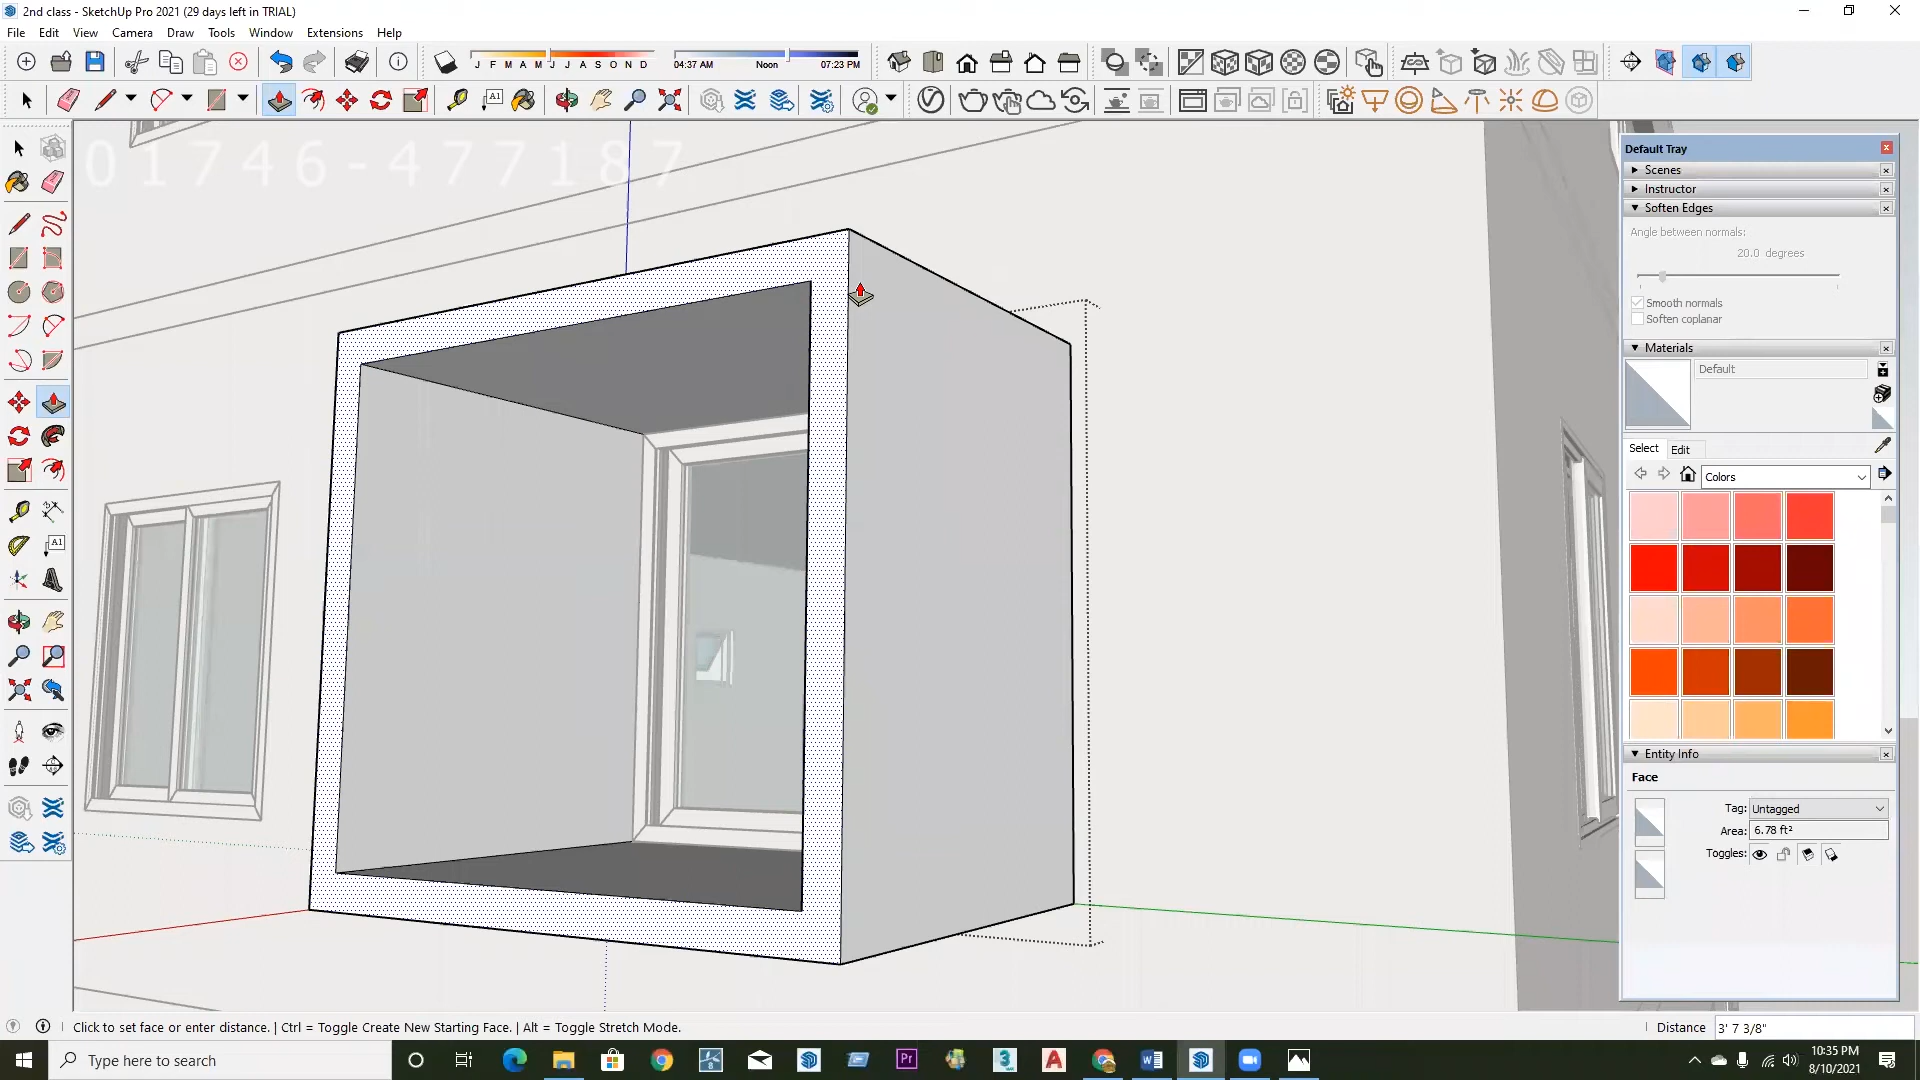 2nd class - SketchUp Pro 2021 (29 days left in TRIAL)
File Edit View Camera Draw Tools Window Extensions Help
J F M A M J J A S O N D
04:37 AM Noon 07:23 PM
A1
01746-477187
Default Tray
Scenes
Instructor
Soften Edges
Angle between normals:
20.0 degrees
Smooth normals
Soften coplanar
Materials
Default
Select Edit
Colors
A1
Entity Info
Face
Tag: Untagged
Area: 6.78 ft²
Toggles:
Click to set face or enter distance. | Ctrl = Toggle Create New Starting Face. | Alt = Toggle Stretch Mode.
Distance 3' 7 3/8"
Type here to search
Pr
3
A
W
10:35 PM
8/10/2021